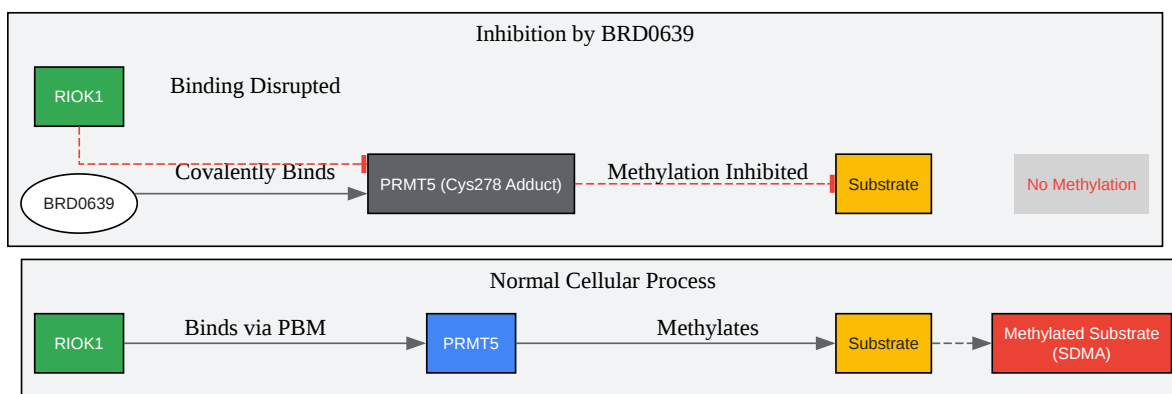 Inhibition by BRD0639
RIOK1
Binding Disrupted
Covalently Binds
BRD0639
PRMT5 (Cys278 Adduct)
Methylation Inhibited
Substrate
No Methylation
Normal Cellular Process
RIOK1
Binds via PBM
PRMT5
Methylates
Substrate
Methylated Substrate
(SDMA)